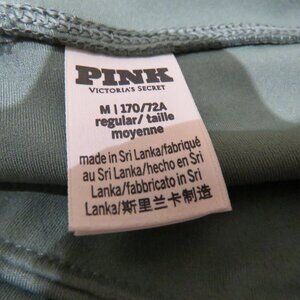 PINK
VICTORIA'S SECRET
M | 170/72A
regular/ taille
moyenne
made in Sri Lanka/fabriqué
au Sri Lanka/hecho en Sri
Lanka/fabbricato in Sri
Lanka/斯里兰卡制造